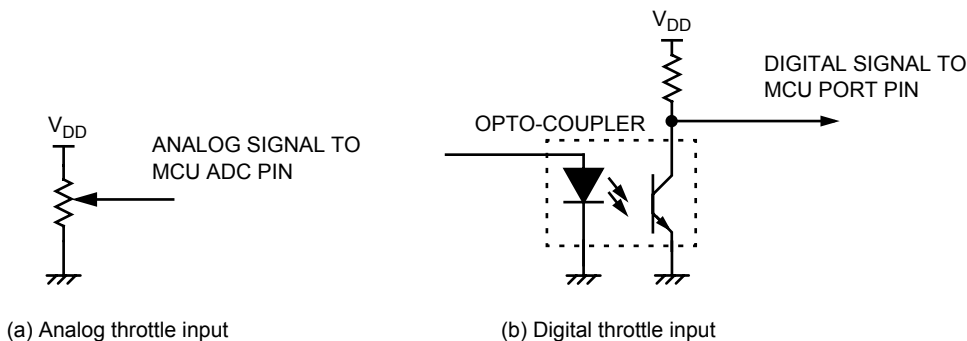 V_DD
ANALOG SIGNAL TO
MCU ADC PIN
(a) Analog throttle input
V_DD
DIGITAL SIGNAL TO
MCU PORT PIN
OPTO-COUPLER
(b) Digital throttle input